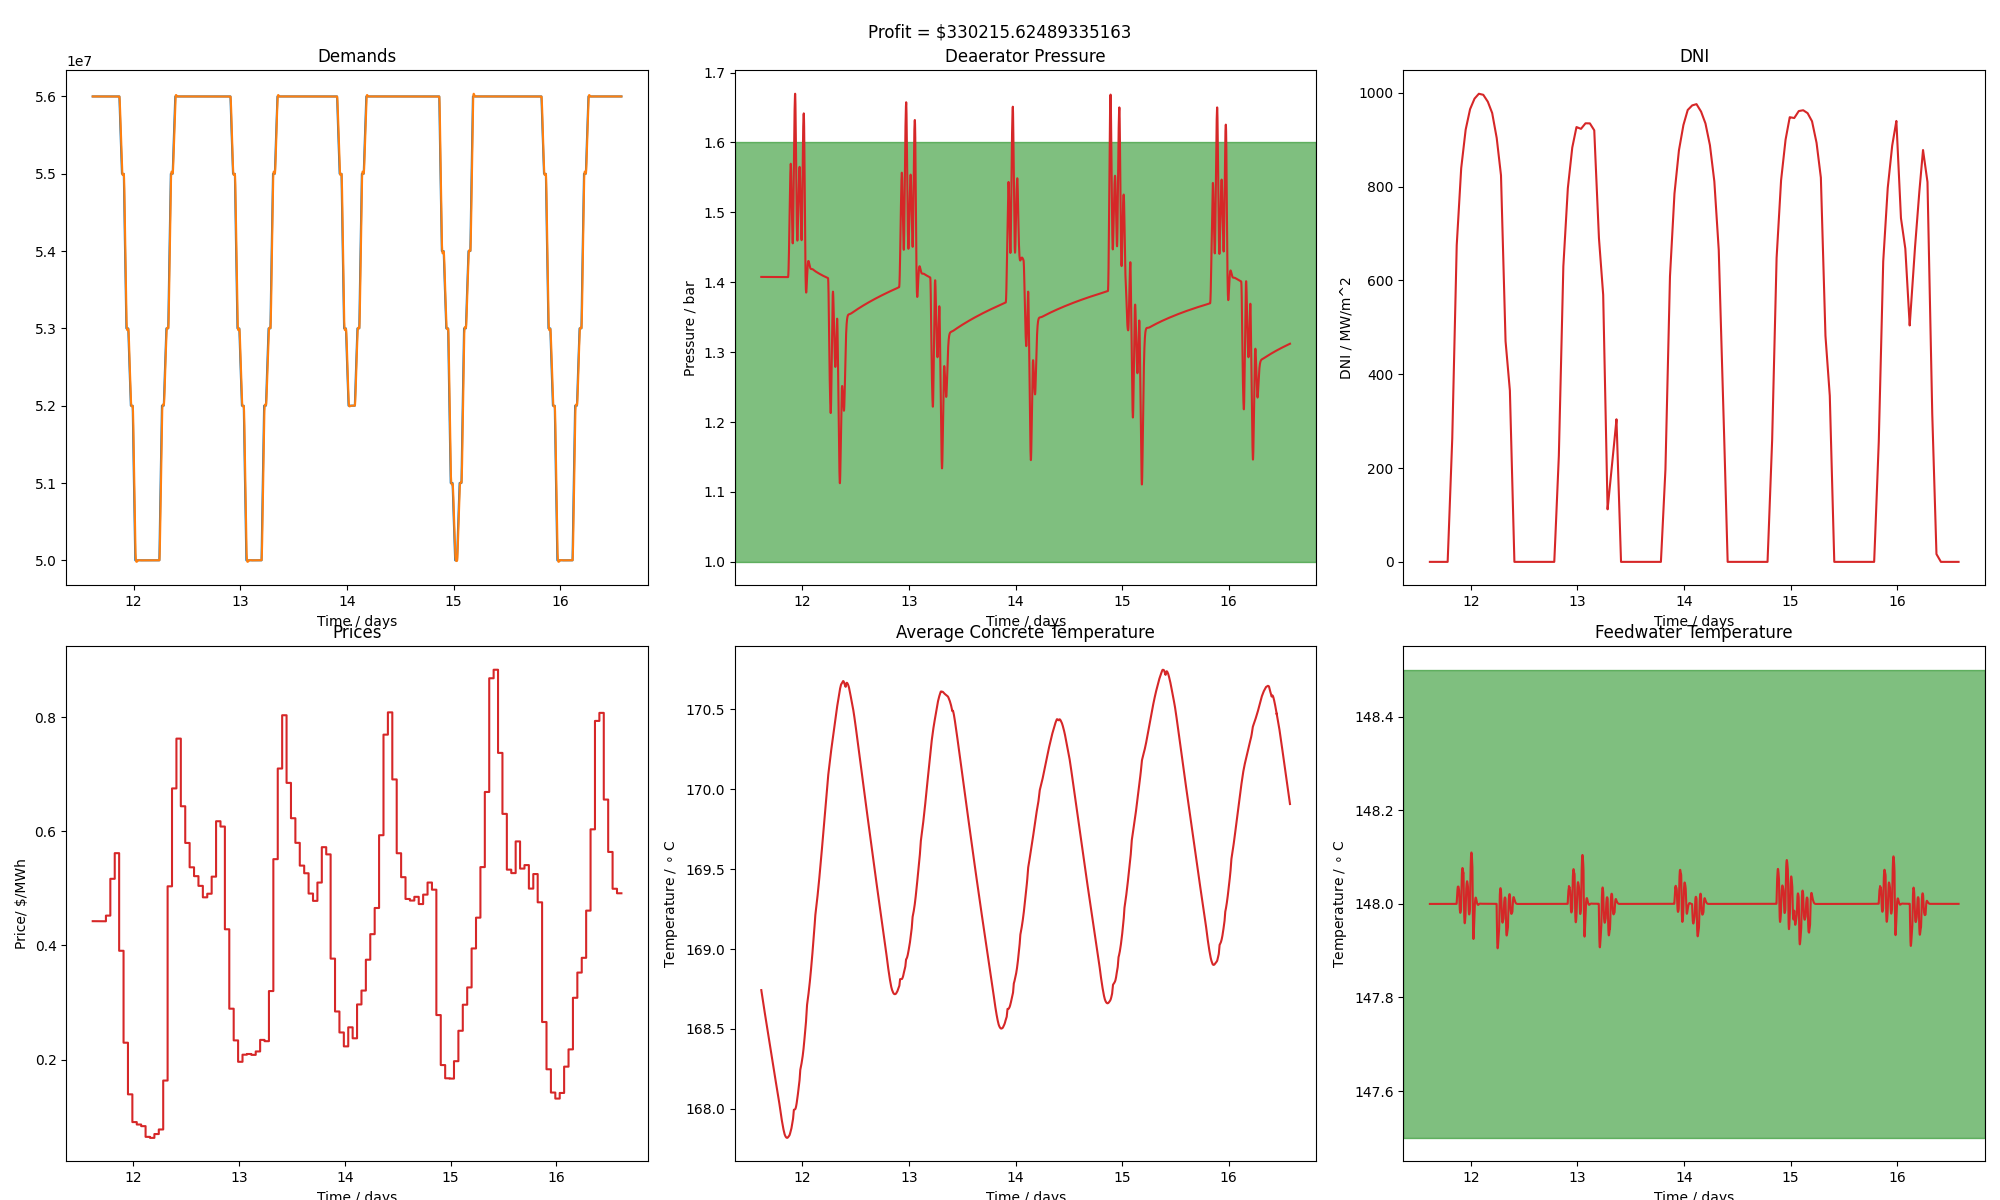 Profit = $330215.62489335163
Demands
1e7
5.6
5.5
5.4
5.3
5.2
5.1
5.0
12 13 14 15 16
Time / days
Deaerator Pressure
Pressure / bar
1.7
1.6
1.5
1.4
1.3
1.2
1.1
1.0
12 13 14 15 16
Time / days
DNI
DNI / MW/m^2
1000
800
600
400
200
0
12 13 14 15 16
Time / days
Prices
Price/ $/MWh
0.8
0.6
0.4
0.2
12 13 14 15 16
Time / days
Average Concrete Temperature
Temperature / ∘ C
170.5
170.0
169.5
169.0
168.5
168.0
12 13 14 15 16
Time / days
Feedwater Temperature
Temperature / ∘ C
148.4
148.2
148.0
147.8
147.6
12 13 14 15 16
Time / days